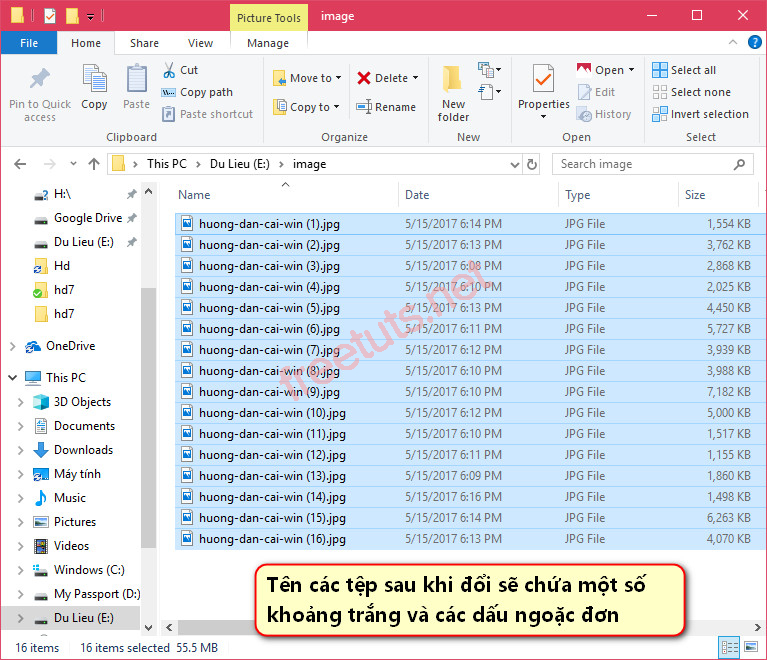 Picture Tools image
File Home Share View Manage
Pin to Quick access
Copy
Paste
Cut
Copy path
Paste shortcut
Clipboard
Move to
Copy to
Delete
Rename
Organize
New folder
New
Properties
Open
Edit
History
Open
Select all
Select none
Invert selection
Select
This PC Du Lieu (E:) image
Search image
H:\
Google Drive
Du Lieu (E:)
Hd
hd7
hd7
OneDrive
This PC
3D Objects
Documents
Downloads
Máy tính
Music
Pictures
Videos
Windows (C:)
My Passport (D:)
Du Lieu (E:)
Name Date Type Size
huong-dan-cai-win (1).jpg 5/15/2017 6:14 PM JPG File 1,554 KB
huong-dan-cai-win (2).jpg 5/15/2017 6:13 PM JPG File 3,762 KB
huong-dan-cai-win (3).jpg 5/15/2017 6:08 PM JPG File 2,868 KB
huong-dan-cai-win (4).jpg 5/15/2017 6:10 PM JPG File 2,025 KB
huong-dan-cai-win (5).jpg 5/15/2017 6:13 PM JPG File 4,450 KB
huong-dan-cai-win (6).jpg 5/15/2017 6:11 PM JPG File 5,727 KB
huong-dan-cai-win (7).jpg 5/15/2017 6:12 PM JPG File 3,939 KB
huong-dan-cai-win (8).jpg 5/15/2017 6:10 PM JPG File 3,988 KB
huong-dan-cai-win (9).jpg 5/15/2017 6:10 PM JPG File 7,182 KB
huong-dan-cai-win (10).jpg 5/15/2017 6:12 PM JPG File 5,000 KB
huong-dan-cai-win (11).jpg 5/15/2017 6:10 PM JPG File 1,517 KB
huong-dan-cai-win (12).jpg 5/15/2017 6:11 PM JPG File 1,155 KB
huong-dan-cai-win (13).jpg 5/15/2017 6:09 PM JPG File 1,860 KB
huong-dan-cai-win (14).jpg 5/15/2017 6:16 PM JPG File 1,498 KB
huong-dan-cai-win (15).jpg 5/15/2017 6:14 PM JPG File 6,263 KB
huong-dan-cai-win (16).jpg 5/15/2017 6:13 PM JPG File 4,070 KB
freetuts.net
Tên các tệp sau khi đổi sẽ chứa một số
khoảng trắng và các dấu ngoặc đơn
16 items 16 items selected 55.5 MB